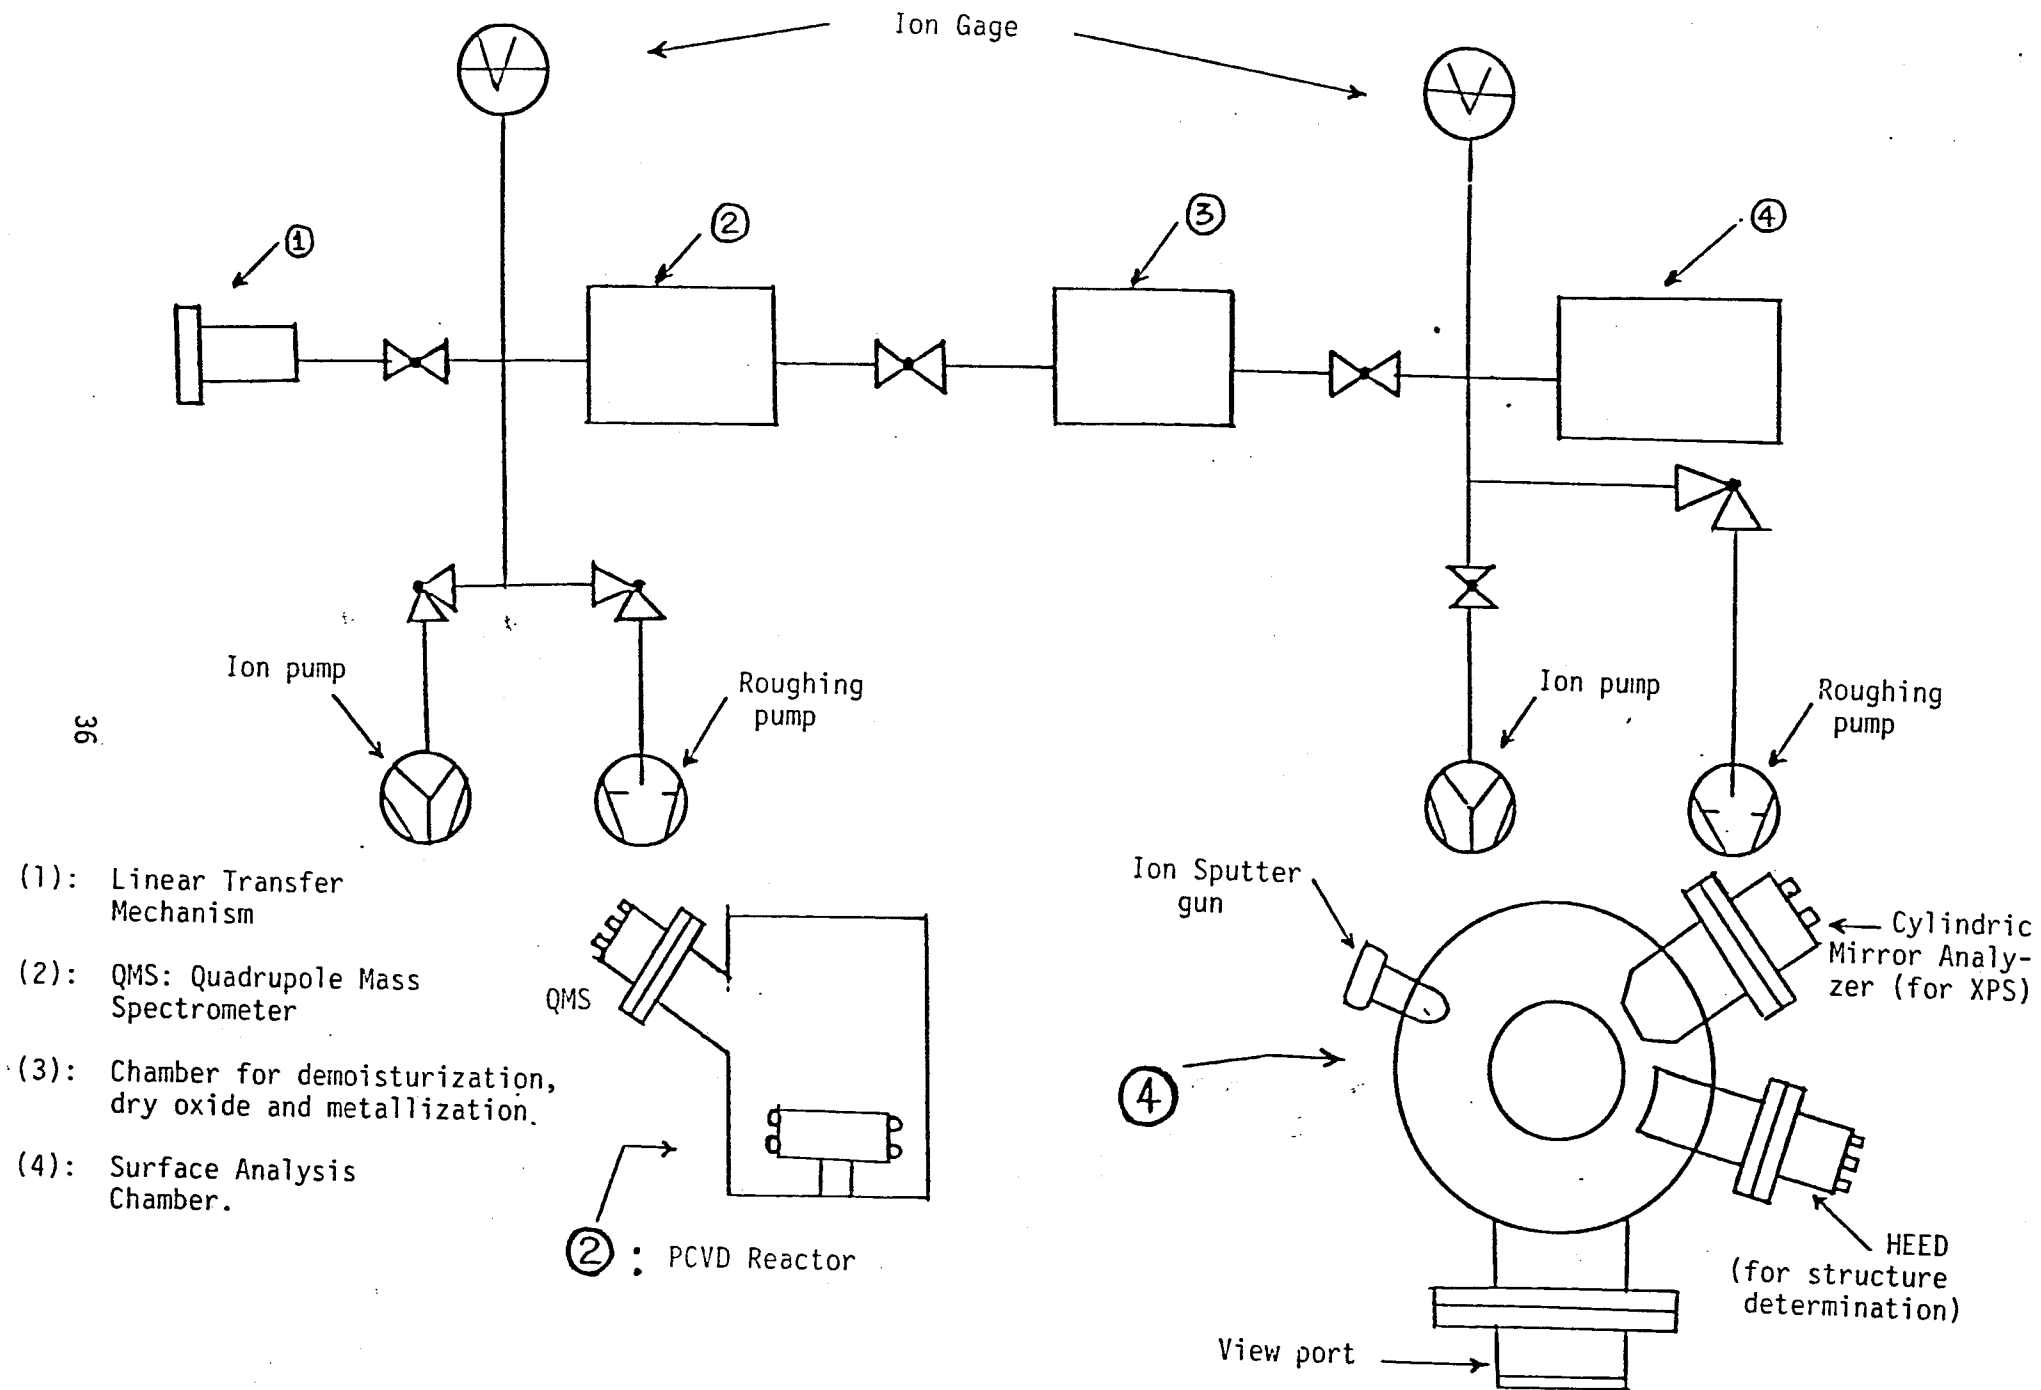 Ion Gage
①
②
③
④
Ion pump
Roughing
pump
Ion pump
Roughing
pump
36
(1): Linear Transfer
Mechanism
(2): QMS: Quadrupole Mass
Spectrometer
(3): Chamber for demoisturization,
dry oxide and metallization.
(4): Surface Analysis
Chamber.
QMS
② : PCVD Reactor
Ion Sputter
gun
Cylindric
Mirror Analy-
zer (for XPS)
④
HEED
(for structure
determination)
View port